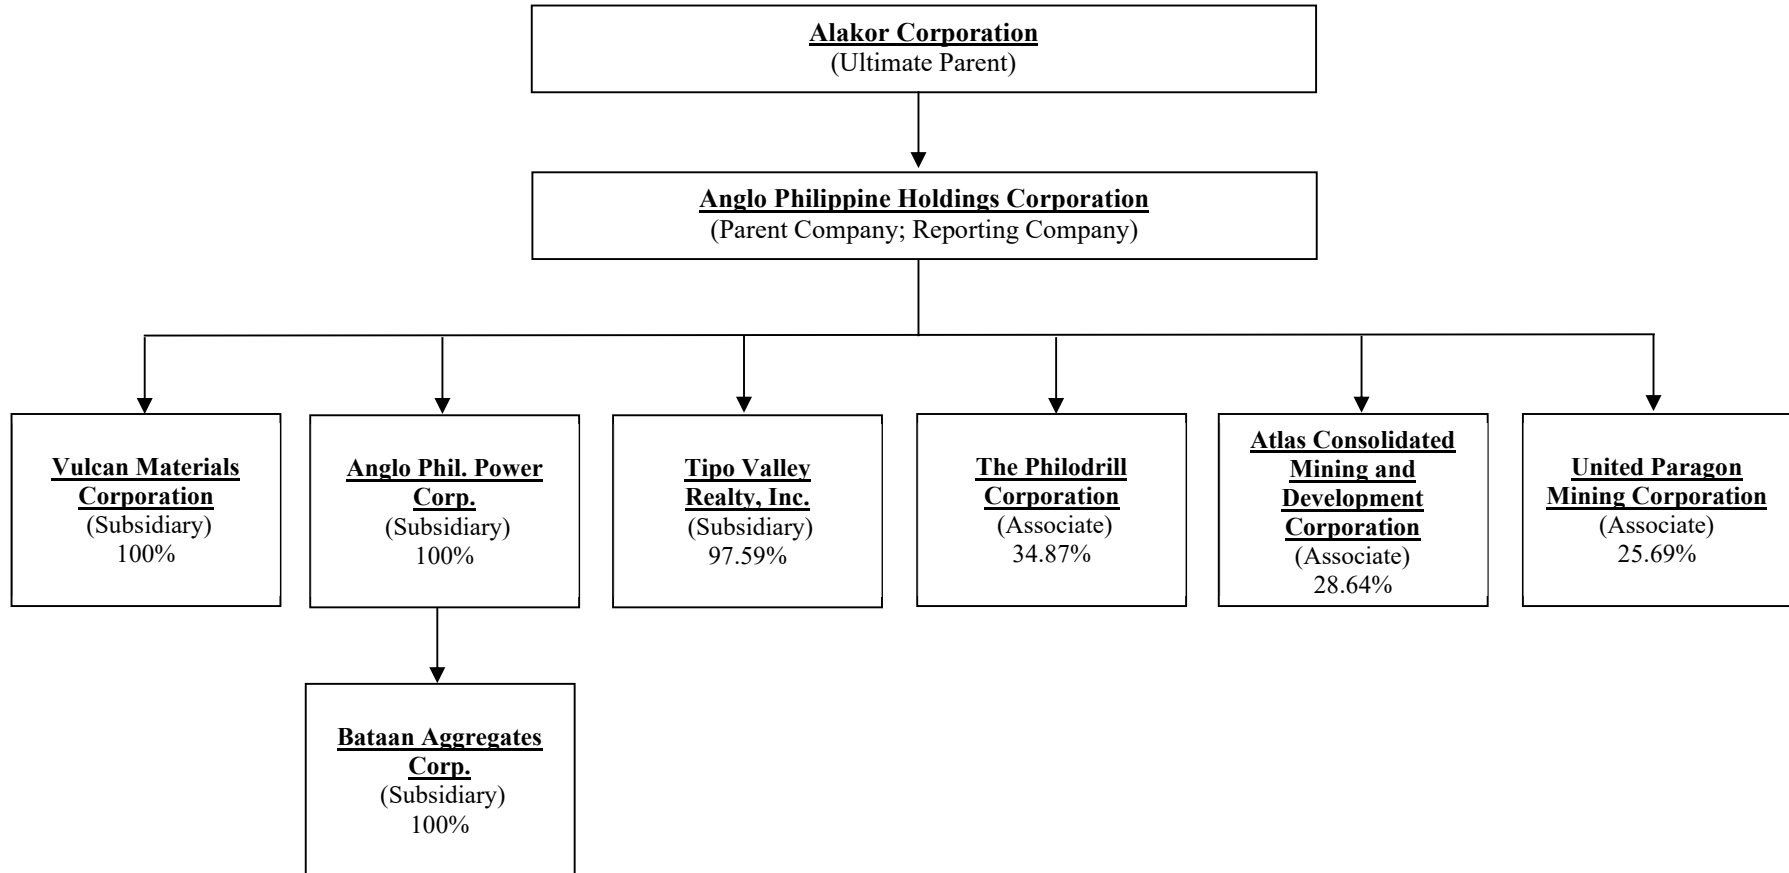 Alakor Corporation
(Ultimate Parent)
Anglo Philippine Holdings Corporation
(Parent Company; Reporting Company)
Vulcan Materials
Corporation
(Subsidiary)
100%
Anglo Phil. Power
Corp.
(Subsidiary)
100%
Tipo Valley
Realty, Inc.
(Subsidiary)
97.59%
The Philodrill
Corporation
(Associate)
34.87%
Atlas Consolidated
Mining and
Development
Corporation
(Associate)
28.64%
United Paragon
Mining Corporation
(Associate)
25.69%
Bataan Aggregates
Corp.
(Subsidiary)
100%